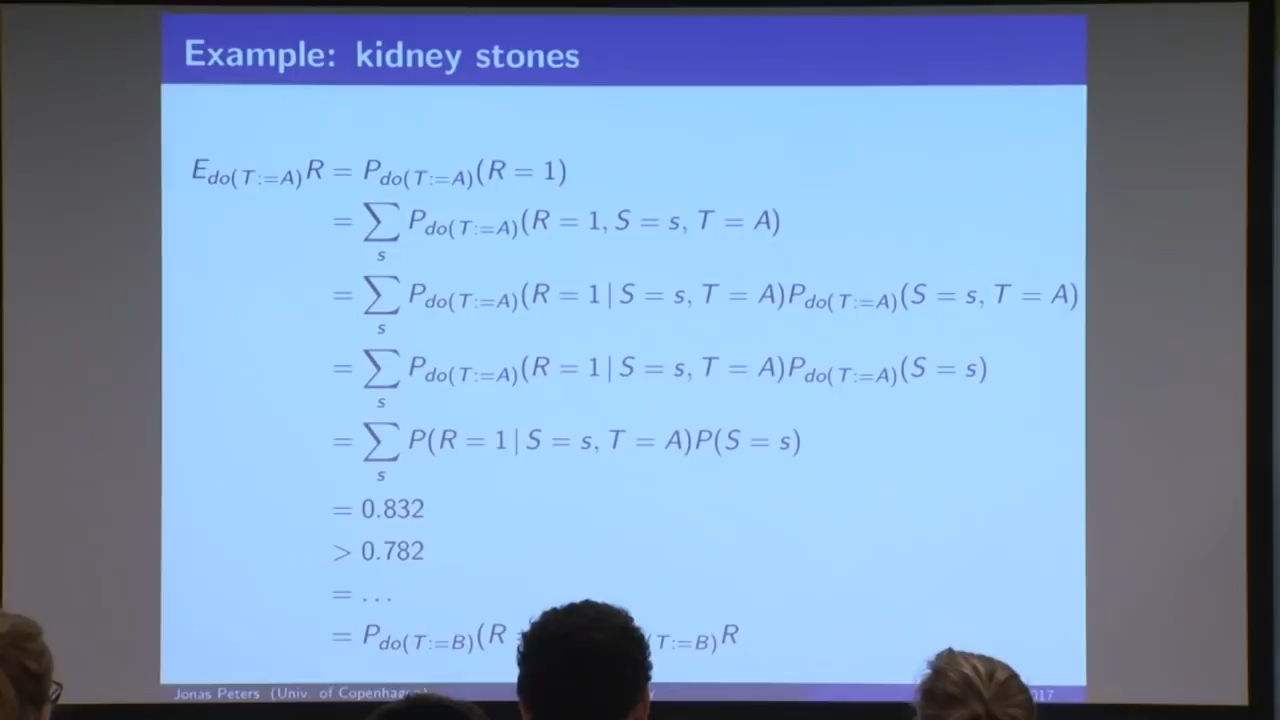 Example: kidney stones
E_{do(T:=A)}R = P_{do(T:=A)}(R = 1)
= ∑_s P_{do(T:=A)}(R = 1, S = s, T = A)
= ∑_s P_{do(T:=A)}(R = 1 | S = s, T = A)P_{do(T:=A)}(S = s, T = A)
= ∑_s P_{do(T:=A)}(R = 1 | S = s, T = A)P_{do(T:=A)}(S = s)
= ∑_s P(R = 1 | S = s, T = A)P(S = s)
= 0.832
> 0.782
= ...
= P_{do(T:=B)}(R (T:=B)R
Jonas Peters (Univ. of